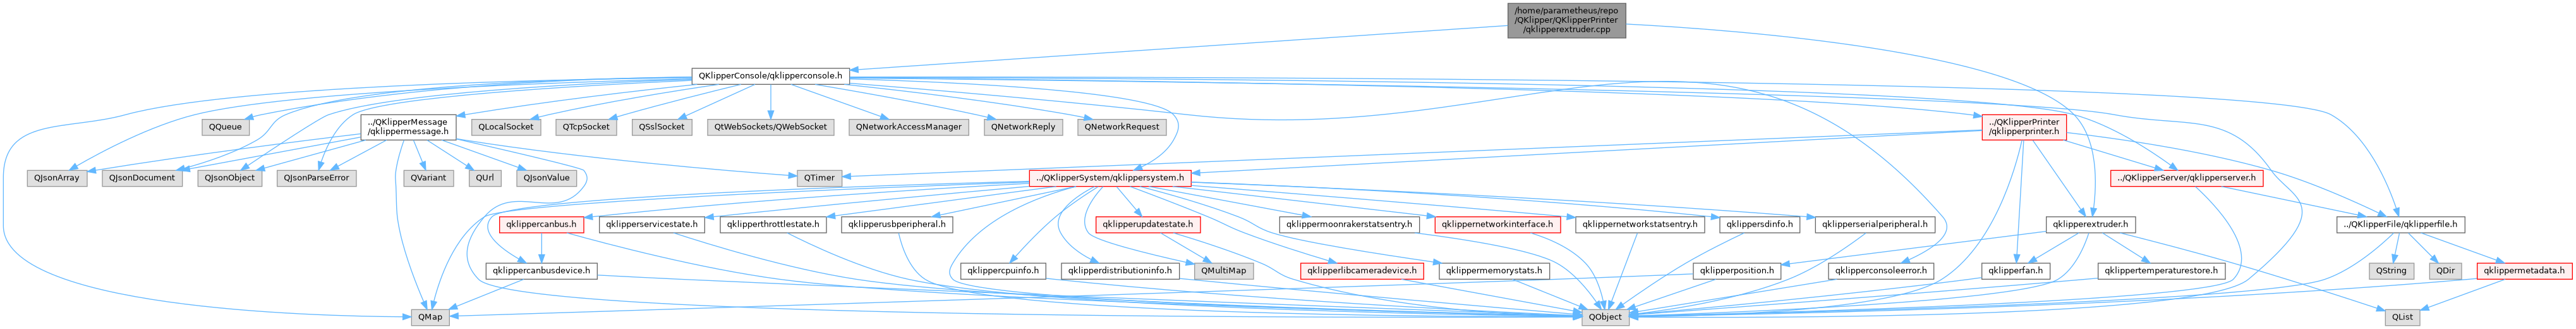 /home/parametheus/repo
/QKlipper/QKlipperPrinter
/qklipperextruder.cpp
QKlipperConsole/qklipperconsole.h
QQueue
../QKlipperMessage
/qklippermessage.h
QLocalSocket
QTcpSocket
QSslSocket
QtWebSockets/QWebSocket
QNetworkAccessManager
QNetworkReply
QNetworkRequest
../QKlipperPrinter
/qklipperprinter.h
QJsonArray
QJsonDocument
QJsonObject
QJsonParseError
QVariant
QUrl
QJsonValue
QTimer
../QKlipperSystem/qklippersystem.h
../QKlipperServer/qklipperserver.h
qklippercanbus.h
qklipperservicestate.h
qklipperthrottlestate.h
qklipperusbperipheral.h
qklipperupdatestate.h
qklippermoonrakerstatsentry.h
qklippernetworkinterface.h
qklippernetworkstatsentry.h
qklippersdinfo.h
qklipperserialperipheral.h
qklipperextruder.h
../QKlipperFile/qklipperfile.h
qklippercanbusdevice.h
qklippercpuinfo.h
qklipperdistributioninfo.h
QMultiMap
qklipperlibcameradevice.h
qklippermemorystats.h
qklipperposition.h
qklipperconsoleerror.h
qklipperfan.h
qklippertemperaturestore.h
QString
QDir
qklippermetadata.h
QMap
QObject
QList